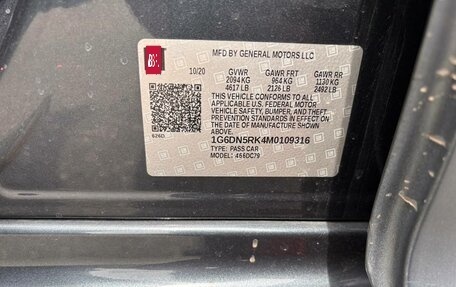 MFD BY GENERAL MOTORS LLC
10/20 GVWR GAWR FRT GAWR RR
2094 KG 964 KG 1130 KG
4617 LB 2126 LB 2492 LB
THIS VEHICLE CONFORMS TO ALL
APPLICABLE U.S. FEDERAL MOTOR
VEHICLE SAFETY, BUMPER, AND THEFT
PREVENTION STANDARDS IN EFFECT ON
THE DATE OF MANUFACTURE SHOWN ABOVE.
1G6DN5RK4M0109316
TYPE: PASS CAR
MODEL: 466DC79